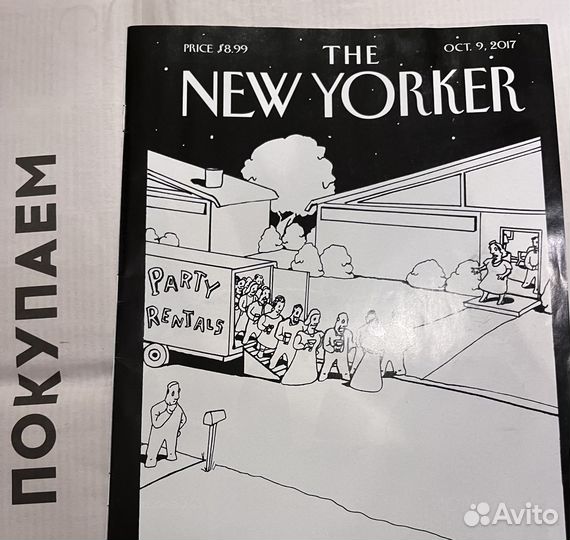 PRICE $8.99
THE
OCT. 9, 2017
NEW YORKER
PARTY
RENTALS
ПОКУПАЕМ
Avito